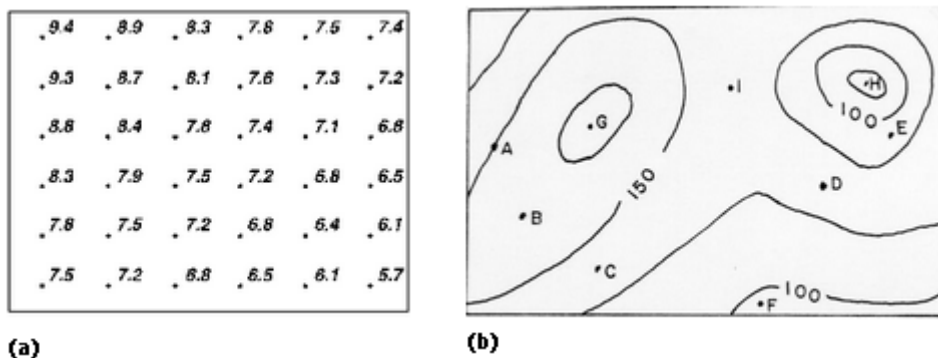 9.4 8.9 8.3 7.8 7.5 7.4
9.3 8.7 8.1 7.6 7.3 7.2
8.8 8.4 7.8 7.4 7.1 6.8
8.3 7.9 7.5 7.2 6.8 6.5
7.8 7.5 7.2 6.8 6.4 6.1
7.5 7.2 6.8 6.5 6.1 5.7
(a)
H
I
G
100
E
A
150
D
B
C
100
F
(b)